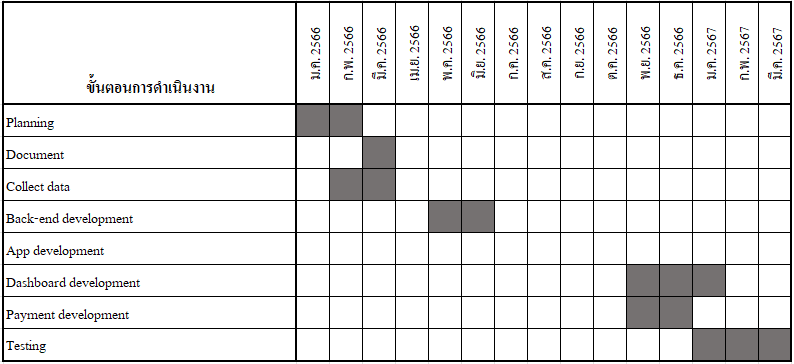 ขั้นตอนการดำเนินงาน
ม.ค. 2566
ก.พ. 2566
มี.ค. 2566
เม.ย. 2566
พ.ค. 2566
มิ.ย. 2566
ก.ค. 2566
ส.ค. 2566
ก.ย. 2566
ต.ค. 2566
พ.ย. 2566
ธ.ค. 2566
ม.ค. 2567
ก.พ. 2567
มี.ค. 2567
Planning
Document
Collect data
Back-end development
App development
Dashboard development
Payment development
Testing